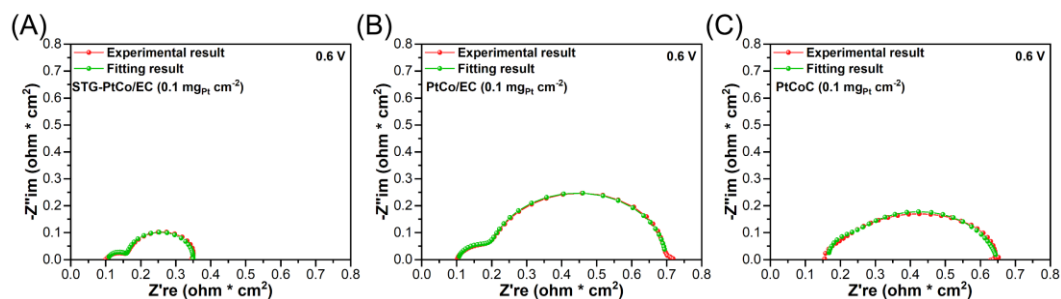 (A)
0.8
0.7
0.6
0.5
0.4
0.3
0.2
0.1
0.0
-Z"im (ohm * cm²)
Experimental result
Fitting result
STG-PtCo/EC (0.1 mgPt cm⁻²)
0.6 V
0.0 0.1 0.2 0.3 0.4 0.5 0.6 0.7 0.8
Z're (ohm * cm²)
(B)
0.8
0.7
0.6
0.5
0.4
0.3
0.2
0.1
0.0
-Z"im (ohm * cm²)
Experimental result
Fitting result
PtCo/EC (0.1 mgPt cm⁻²)
0.6 V
0.0 0.1 0.2 0.3 0.4 0.5 0.6 0.7 0.8
Z're (ohm * cm²)
(C)
0.8
0.7
0.6
0.5
0.4
0.3
0.2
0.1
0.0
-Z"im (ohm * cm²)
Experimental result
Fitting result
PtCoC (0.1 mgPt cm⁻²)
0.6 V
0.0 0.1 0.2 0.3 0.4 0.5 0.6 0.7 0.8
Z're (ohm * cm²)